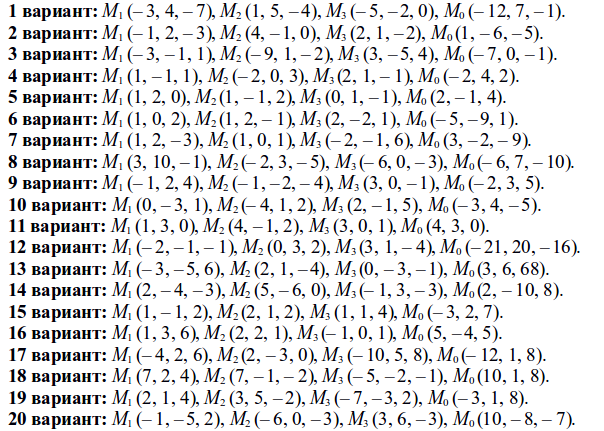 1 вариант: M₁ (– 3, 4, – 7), M₂ (1, 5, – 4), M₃ (– 5, – 2, 0), M₀ (– 12, 7, – 1).
2 вариант: M₁ (– 1, 2, – 3), M₂ (4, – 1, 0), M₃ (2, 1, – 2), M₀ (1, – 6, – 5).
3 вариант: M₁ (– 3, – 1, 1), M₂ (– 9, 1, – 2), M₃ (3, – 5, 4), M₀ (– 7, 0, – 1).
4 вариант: M₁ (1, – 1, 1), M₂ (– 2, 0, 3), M₃ (2, 1, – 1), M₀ (– 2, 4, 2).
5 вариант: M₁ (1, 2, 0), M₂ (1, – 1, 2), M₃ (0, 1, – 1), M₀ (2, – 1, 4).
6 вариант: M₁ (1, 0, 2), M₂ (1, 2, – 1), M₃ (2, – 2, 1), M₀ (– 5, – 9, 1).
7 вариант: M₁ (1, 2, – 3), M₂ (1, 0, 1), M₃ (– 2, – 1, 6), M₀ (3, – 2, – 9).
8 вариант: M₁ (3, 10, – 1), M₂ (– 2, 3, – 5), M₃ (– 6, 0, – 3), M₀ (– 6, 7, – 10).
9 вариант: M₁ (– 1, 2, 4), M₂ (– 1, – 2, – 4), M₃ (3, 0, – 1), M₀ (– 2, 3, 5).
10 вариант: M₁ (0, – 3, 1), M₂ (– 4, 1, 2), M₃ (2, – 1, 5), M₀ (– 3, 4, – 5).
11 вариант: M₁ (1, 3, 0), M₂ (4, – 1, 2), M₃ (3, 0, 1), M₀ (4, 3, 0).
12 вариант: M₁ (– 2, – 1, – 1), M₂ (0, 3, 2), M₃ (3, 1, – 4), M₀ (– 21, 20, – 16).
13 вариант: M₁ (– 3, – 5, 6), M₂ (2, 1, – 4), M₃ (0, – 3, – 1), M₀ (3, 6, 68).
14 вариант: M₁ (2, – 4, – 3), M₂ (5, – 6, 0), M₃ (– 1, 3, – 3), M₀ (2, – 10, 8).
15 вариант: M₁ (1, – 1, 2), M₂ (2, 1, 2), M₃ (1, 1, 4), M₀ (– 3, 2, 7).
16 вариант: M₁ (1, 3, 6), M₂ (2, 2, 1), M₃ (– 1, 0, 1), M₀ (5, – 4, 5).
17 вариант: M₁ (– 4, 2, 6), M₂ (2, – 3, 0), M₃ (– 10, 5, 8), M₀ (– 12, 1, 8).
18 вариант: M₁ (7, 2, 4), M₂ (7, – 1, – 2), M₃ (– 5, – 2, – 1), M₀ (10, 1, 8).
19 вариант: M₁ (2, 1, 4), M₂ (3, 5, – 2), M₃ (– 7, – 3, 2), M₀ (– 3, 1, 8).
20 вариант: M₁ (– 1, – 5, 2), M₂ (– 6, 0, – 3), M₃ (3, 6, – 3), M₀ (10, – 8, – 7).